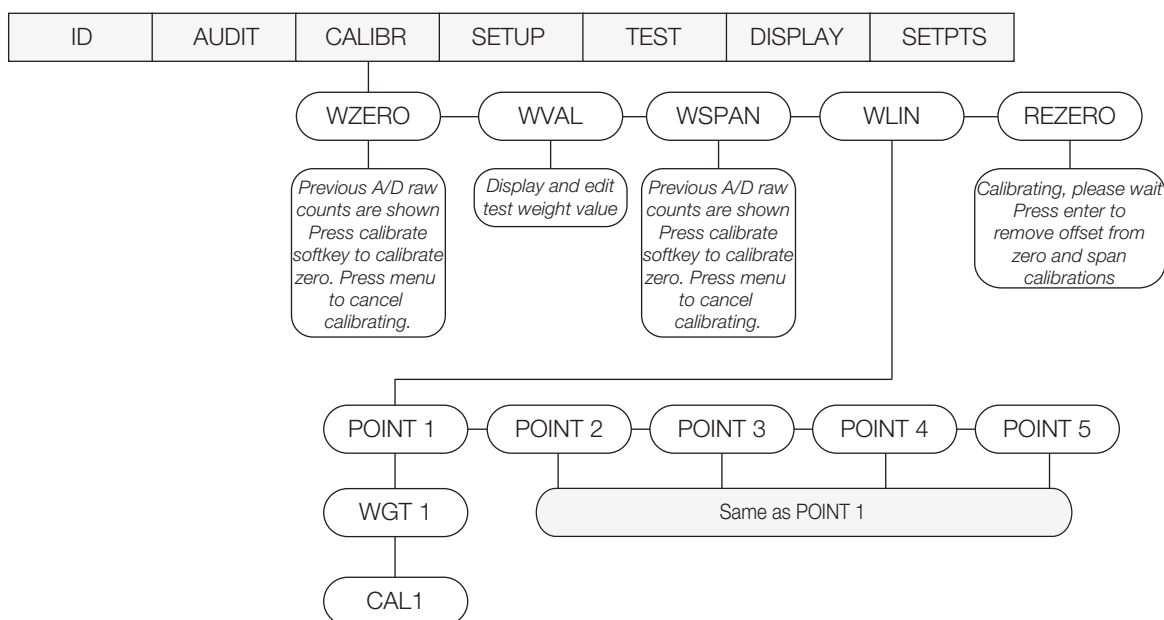 ID AUDIT CALIBR SETUP TEST DISPLAY SETPTS
WZERO WVAL WSPAN WLIN REZERO
Previous A/D raw
counts are shown
Press calibrate
softkey to calibrate
zero. Press menu
to cancel
calibrating.
Display and edit
test weight value
Previous A/D raw
counts are shown
Press calibrate
softkey to calibrate
zero. Press menu
to cancel
calibrating.
Calibrating, please wait
Press enter to
remove offset from
zero and span
calibrations
POINT 1 POINT 2 POINT 3 POINT 4 POINT 5
WGT 1
Same as POINT 1
CAL1